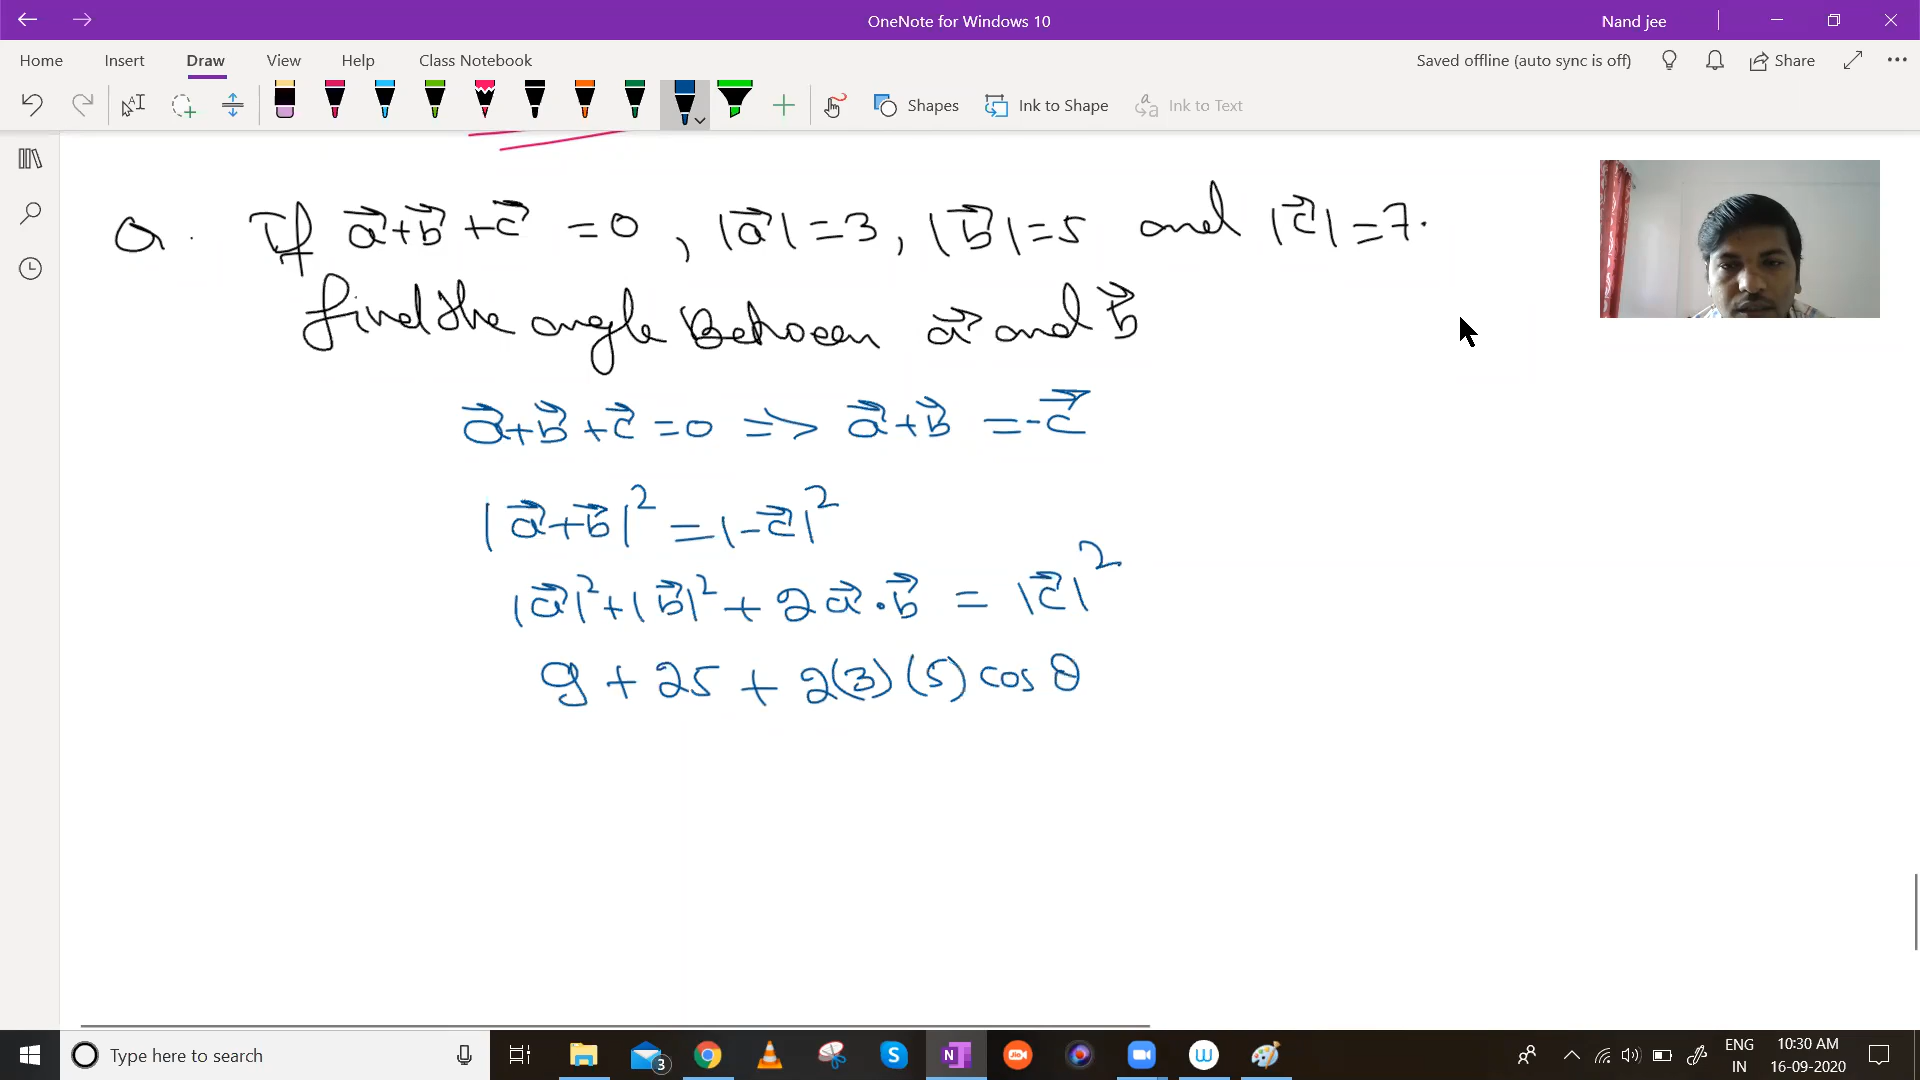 OneNote for Windows 10
Nand jee
Home Insert Draw View Help Class Notebook
Saved offline (auto sync is off) Share
Shapes Ink to Shape Ink to Text
Q. If a⃗+b⃗+c⃗ =0, |a⃗|=3, |b⃗|=5 and |c⃗|=7.
find the angle Between a⃗ and b⃗
a⃗+b⃗+c⃗=0 => a⃗+b⃗ =-c⃗
|a⃗+b⃗|²=|-c⃗|²
|a⃗|²+|b⃗|²+2a⃗·b⃗ = |c⃗|²
9+25+2(3)(5)cos θ
Type here to search
3
ENG
IN
10:30 AM
16-09-2020